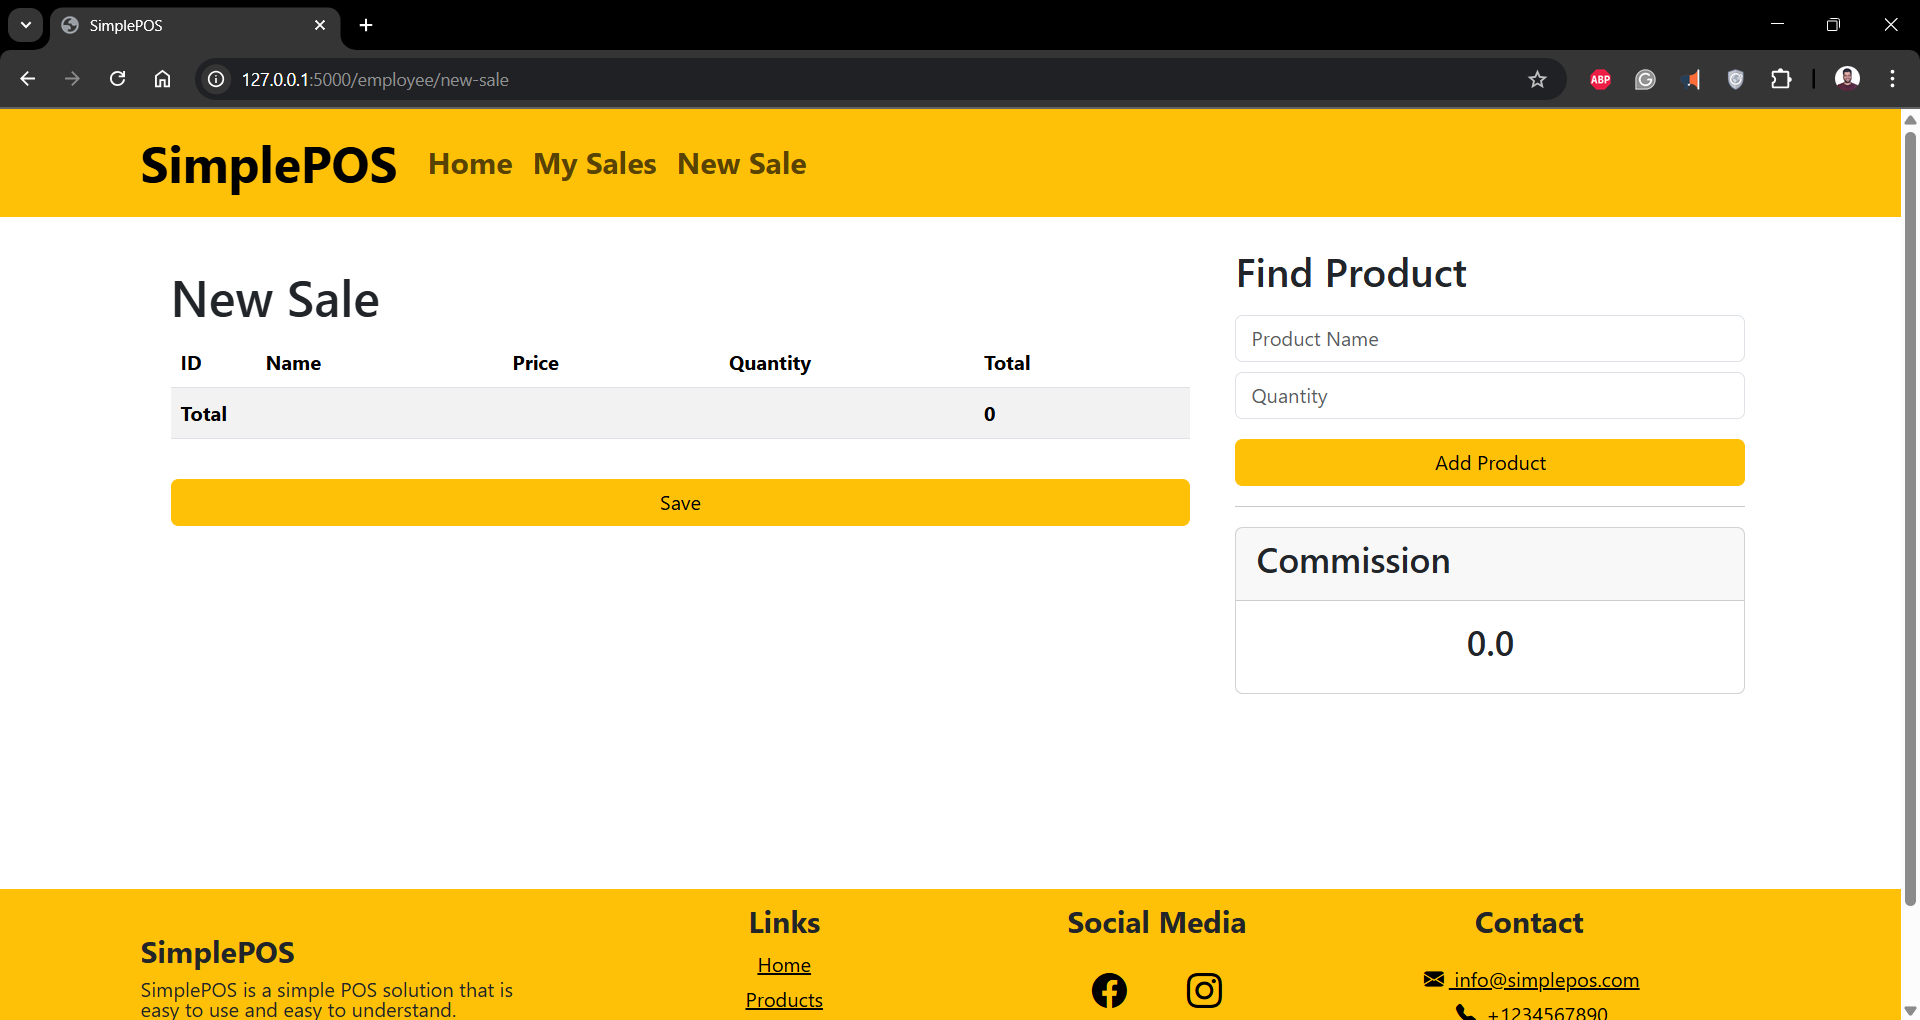 SimplePOS
127.0.0.1:5000/employee/new-sale
ABP
SimplePOS Home My Sales New Sale
New Sale
ID Name Price Quantity Total
Total 0
Save
Find Product
Product Name
Quantity
Add Product
Commission
0.0
SimplePOS
SimplePOS is a simple POS solution that is
easy to use and easy to understand.
Links
Home
Products
Social Media
Contact
info@simplepos.com
+1234567890